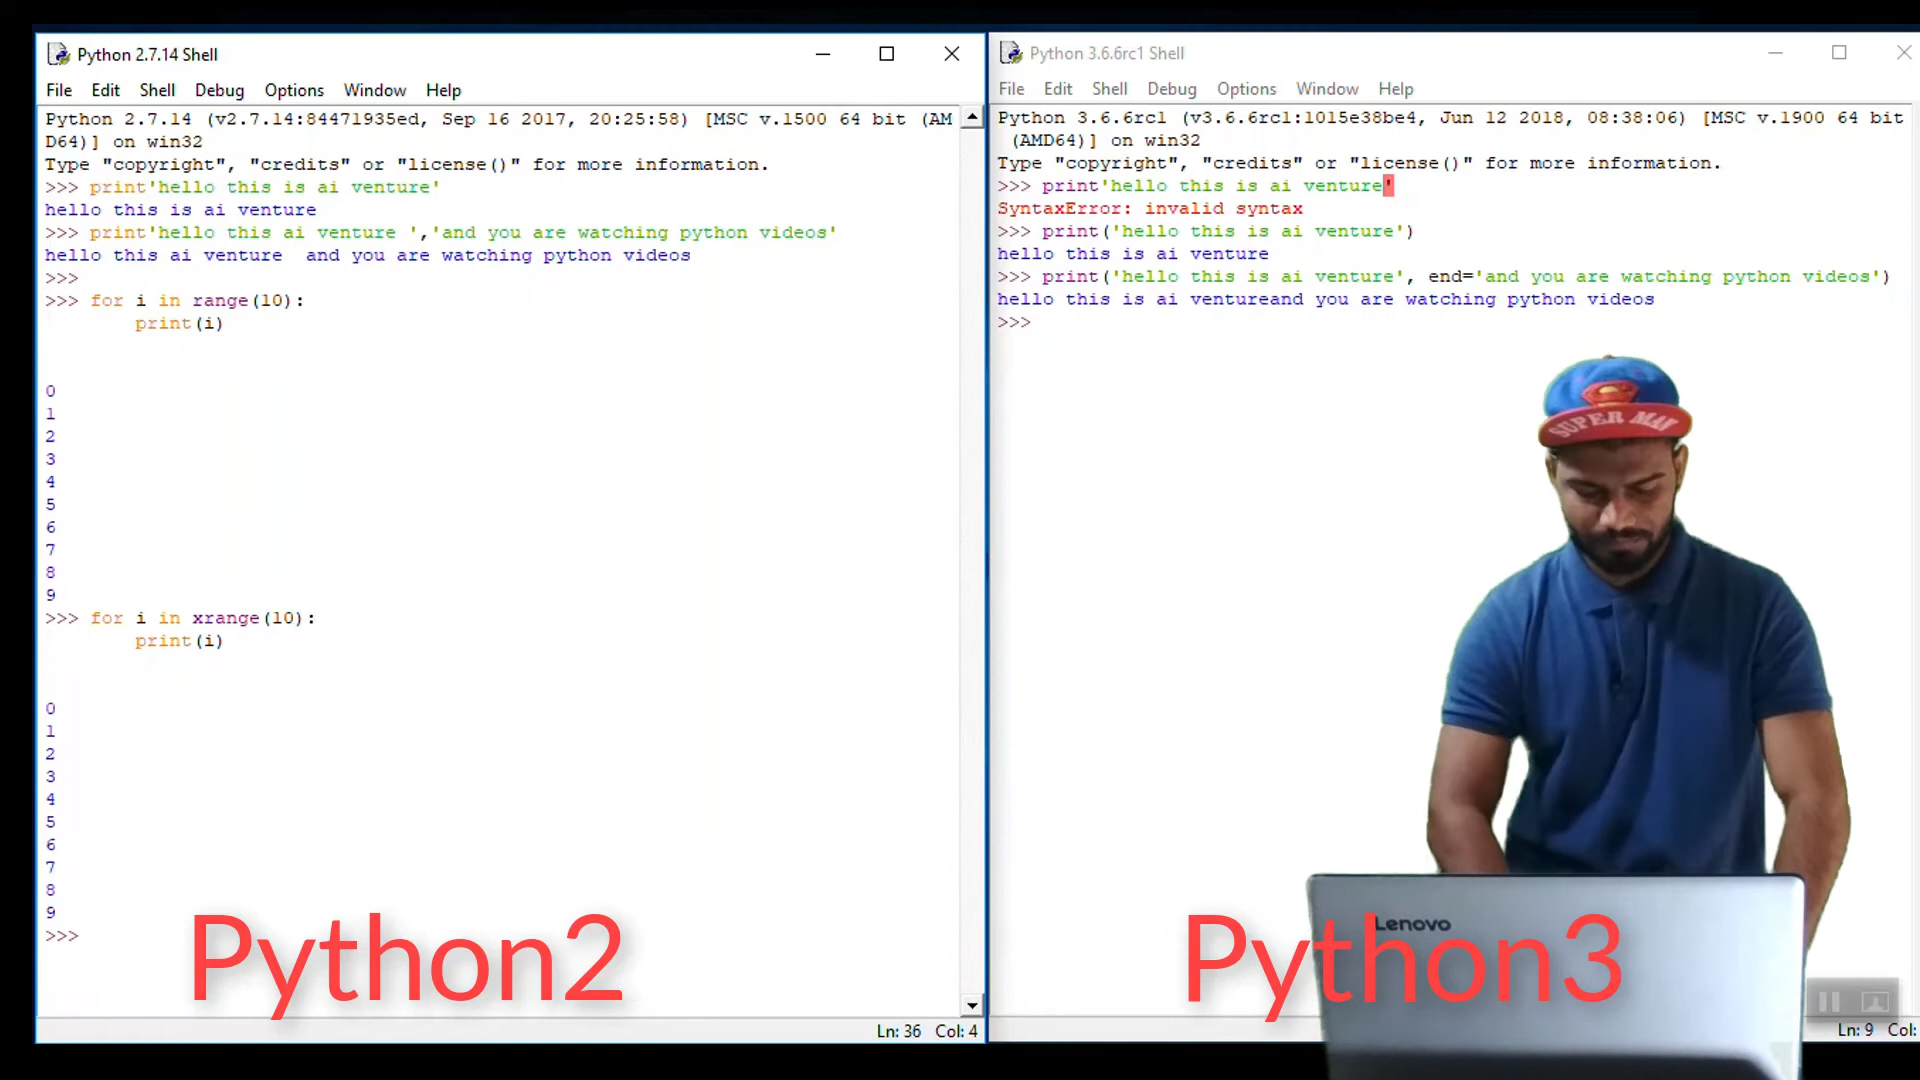 Python 2.7.14 Shell
File Edit Shell Debug Options Window Help
Python 2.7.14 (v2.7.14:84471935ed, Sep 16 2017, 20:25:58) [MSC v.1500 64 bit (AM
D64)] on win32
Type "copyright", "credits" or "license()" for more information.
>>> print'hello this is ai venture'
hello this is ai venture
>>> print'hello this ai venture ','and you are watching python videos'
hello this ai venture  and you are watching python videos
>>>
>>> for i in range(10):
        print(i)
0
1
2
3
4
5
6
7
8
9
>>> for i in xrange(10):
        print(i)
0
1
2
3
4
5
6
7
8
9
>>>
Python2
Ln: 36 Col: 4
Python 3.6.6rc1 Shell
File Edit Shell Debug Options Window Help
Python 3.6.6rc1 (v3.6.6rc1:1015e38be4, Jun 12 2018, 08:38:06) [MSC v.1900 64 bit
 (AMD64)] on win32
Type "copyright", "credits" or "license()" for more information.
>>> print'hello this is ai venture'
SyntaxError: invalid syntax
>>> print('hello this is ai venture')
hello this is ai venture
>>> print('hello this is ai venture', end='and you are watching python videos')
hello this is ai ventureand you are watching python videos
>>>
SUPER MAN
Lenovo
Python3
Ln: 9 Col: